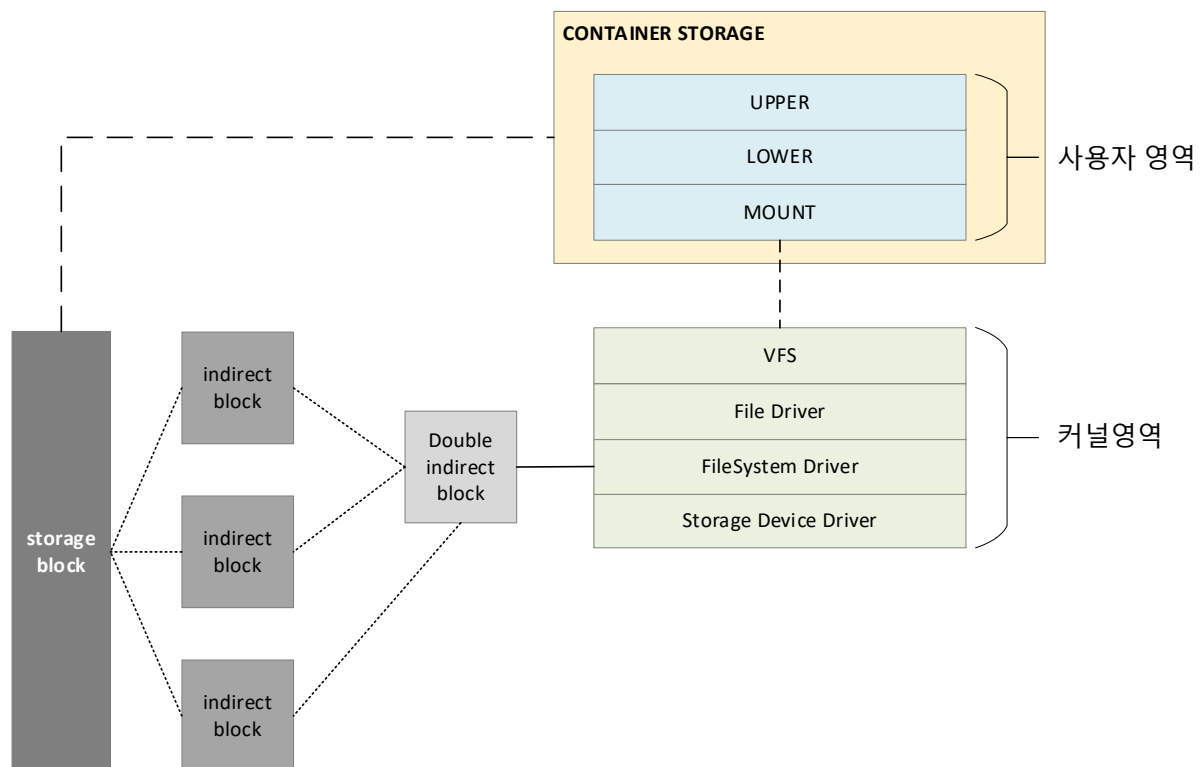 CONTAINER STORAGE
UPPER
LOWER
MOUNT
사용자 영역
VFS
File Driver
FileSystem Driver
Storage Device Driver
커널영역
indirect
block
Double
indirect
block
indirect
block
storage
block
indirect
block